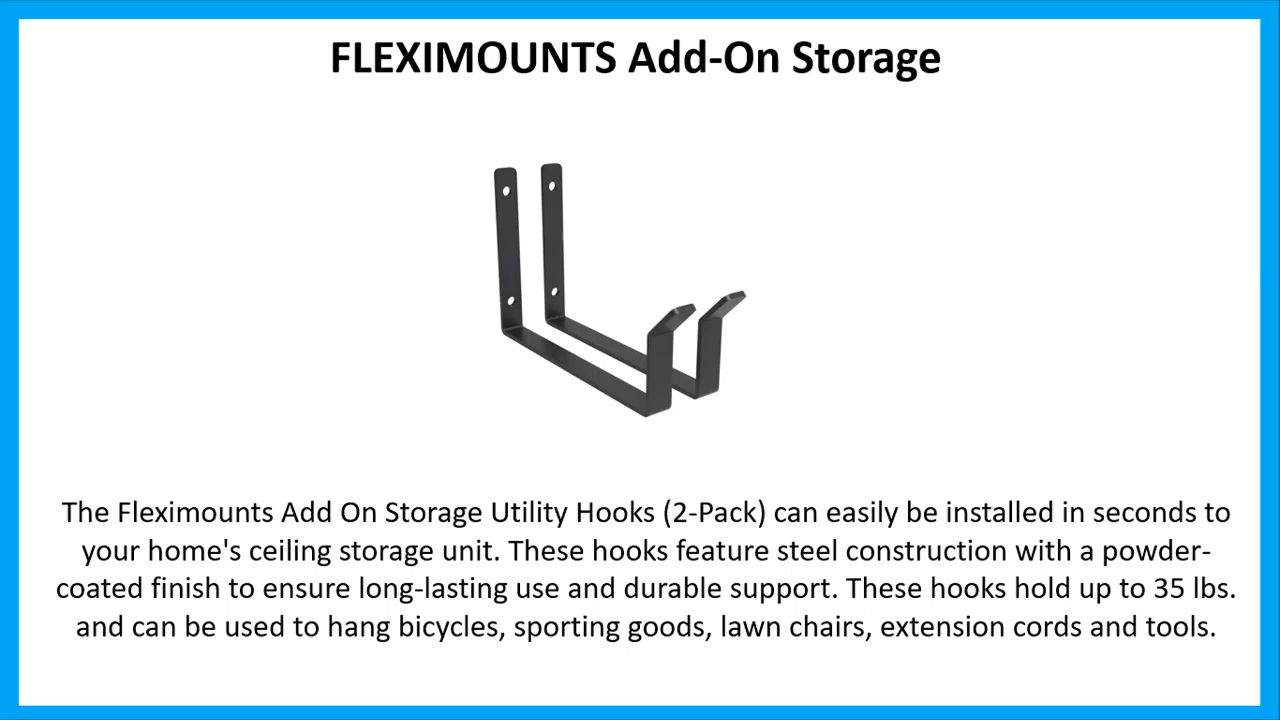 FLEXIMOUNTS Add-On Storage
The Fleximounts Add On Storage Utility Hooks (2-Pack) can easily be installed in seconds to
your home's ceiling storage unit. These hooks feature steel construction with a powder-
coated finish to ensure long-lasting use and durable support. These hooks hold up to 35 lbs.
and can be used to hang bicycles, sporting goods, lawn chairs, extension cords and tools.